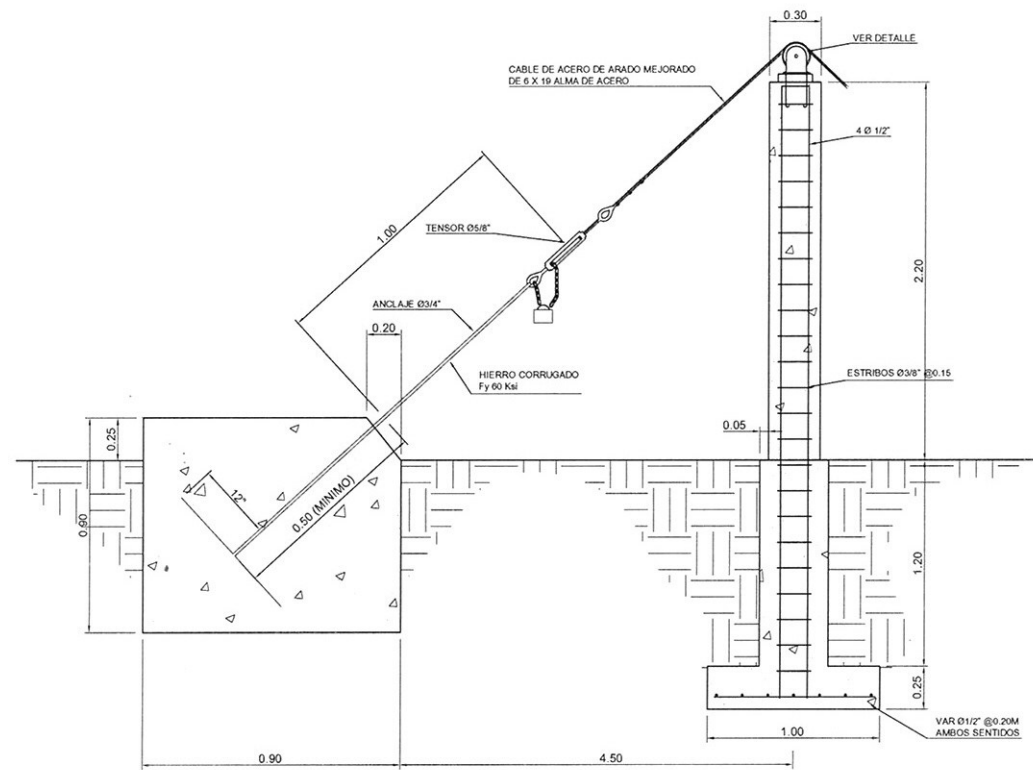 0.30
VER DETALLE
CABLE DE ACERO DE ARADO MEJORADO
DE 6 X 19 ALMA DE ACERO
4 Ø 1/2"
1.00
TENSOR Ø5/8"
2.20
ANCLAJE Ø3/4"
0.20
HIERRO CORRUGADO
Fy 60 Ksi
ESTRIBOS Ø3/8" @0.15
0.25
0.05
12"
0.50 (MINIMO)
0.90
1.20
0.25
1.00
VAR Ø1/2" @0.20M
AMBOS SENTIDOS
0.90
4.50